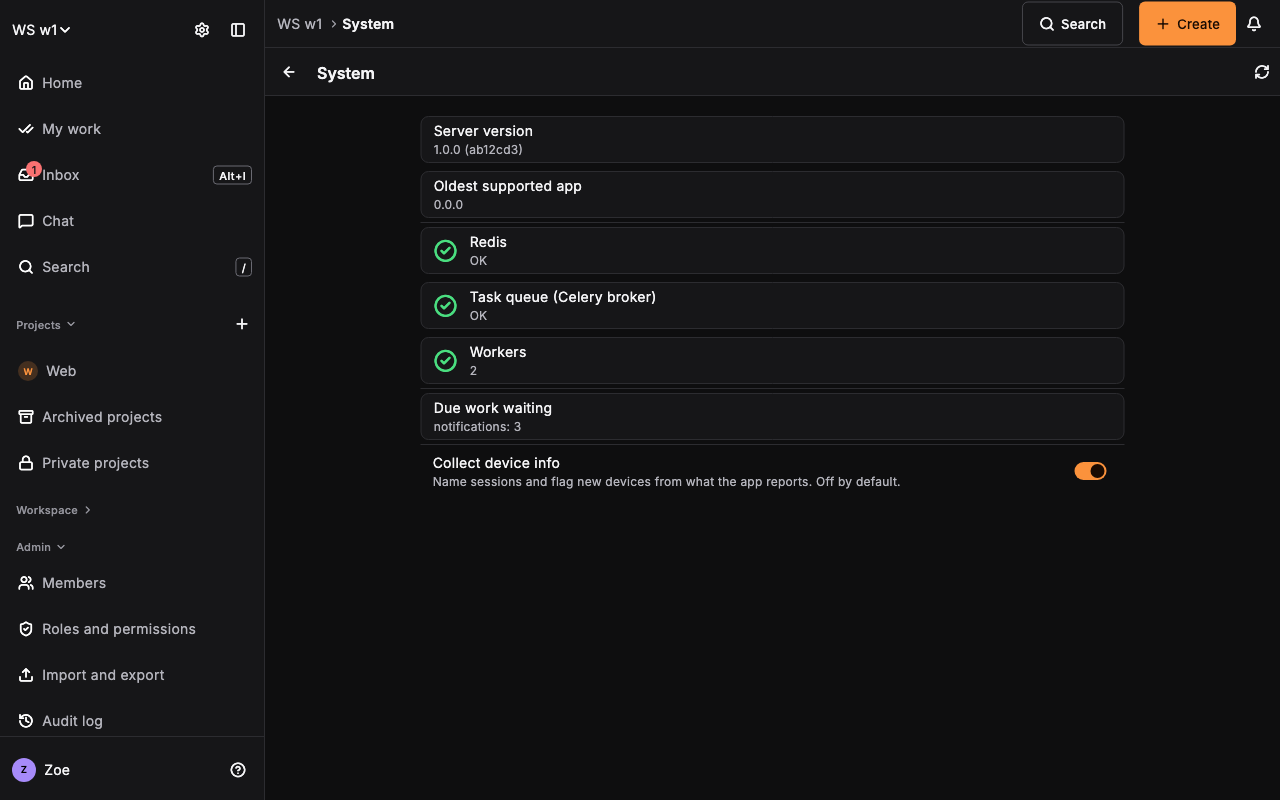 WS w1
Home
My work
1
Inbox
Alt+I
Chat
Search
/
Projects
W
Web
Archived projects
Private projects
Workspace
Admin
Members
Roles and permissions
Import and export
Audit log
Z
Zoe
WS w1 > System
Search
+ Create
System
Server version
1.0.0 (ab12cd3)
Oldest supported app
0.0.0
Redis
OK
Task queue (Celery broker)
OK
Workers
2
Due work waiting
notifications: 3
Collect device info
Name sessions and flag new devices from what the app reports. Off by default.